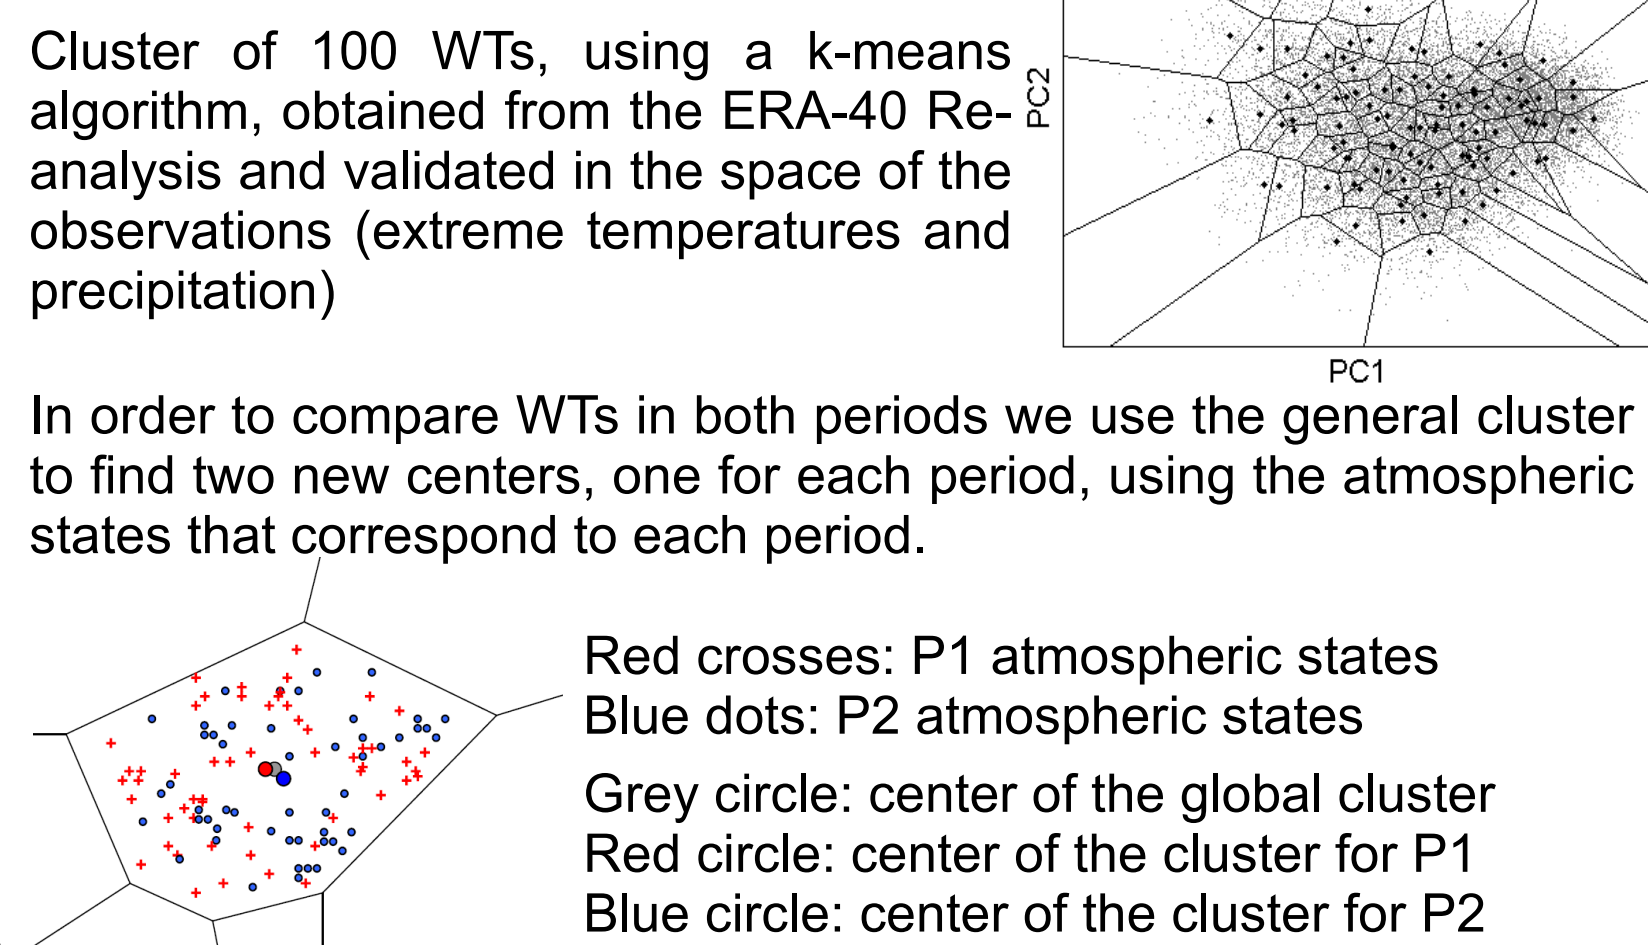 Cluster of 100 WTs, using a k-means
algorithm, obtained from the ERA-40 Re-
analysis and validated in the space of the
observations (extreme temperatures and
precipitation)
PC2
PC1
In order to compare WTs in both periods we use the general cluster
to find two new centers, one for each period, using the atmospheric
states that correspond to each period.
Red crosses: P1 atmospheric states
Blue dots: P2 atmospheric states
Grey circle: center of the global cluster
Red circle: center of the cluster for P1
Blue circle: center of the cluster for P2